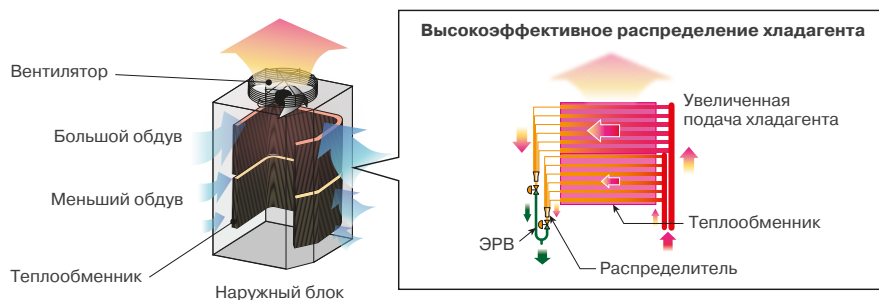 Высокоэффективное распределение хладагента
Вентилятор
Большой обдув
Меньший обдув
Теплообменник
Наружный блок
Увеличенная
подача хладагента
Теплообменник
ЭРВ
Распределитель